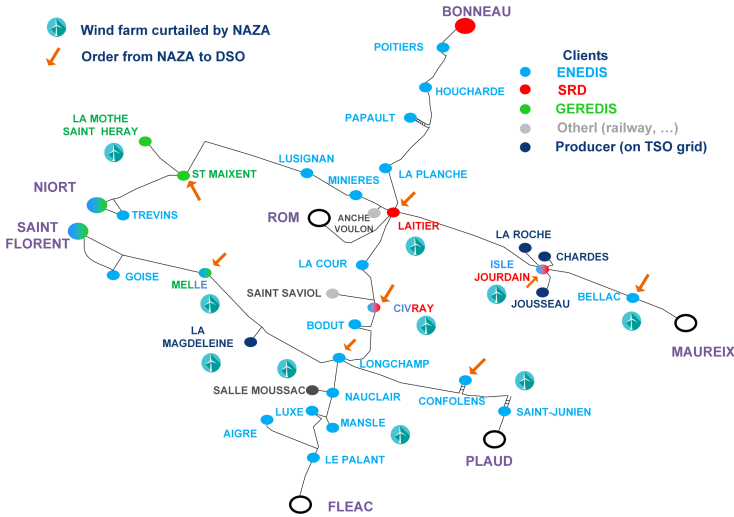 BONNEAU
Wind farm curtailed by NAZA
Order from NAZA to DSO
POITIERS
Clients
ENEDIS
SRD
GEREDIS
Otherl (railway, ...)
Producer (on TSO grid)
HOUCHARDE
PAPAULT
LA MOTHE
SAINT HERAY
LUSIGNAN
ST MAIXENT
LA PLANCHE
MINIERES
NIORT
TREVINS
ROM
ANCHE
VOULON
LAITIER
SAINT
FLORENT
LA ROCHE
CHARDES
ISLE
JOURDAIN
LA COUR
GOISE
MELLE
SAINT SAVIOL
CIVRAY
JOUSSEAU
BELLAC
BODUT
LA
MAGDELEINE
MAUREIX
LONGCHAMP
SALLE MOUSSAC
NAUCLAIR
CONFOLENS
SAINT-JUNIEN
LUXE
MANSLE
AIGRE
LE PALANT
PLAUD
FLEAC